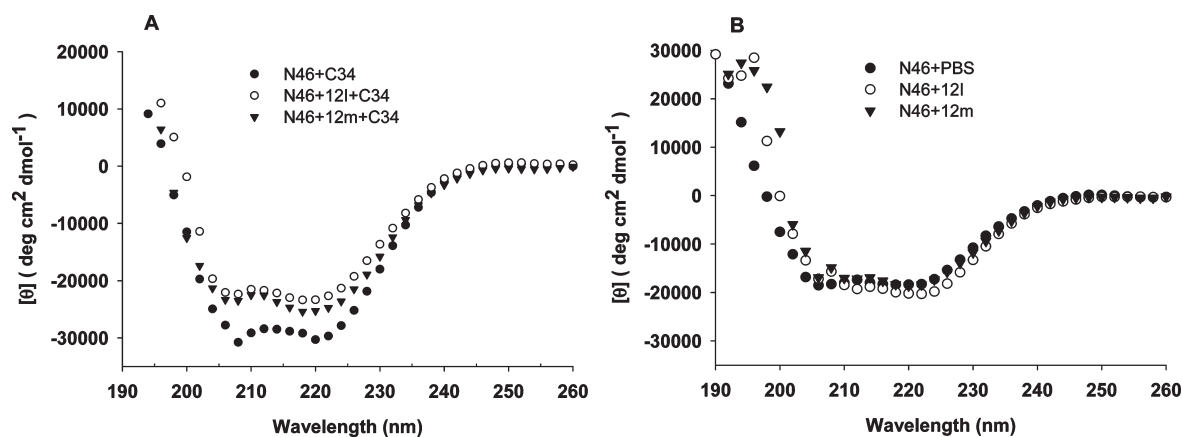 A
N46+C34
N46+12l+C34
N46+12m+C34
20000
10000
0
-10000
-20000
-30000
[θ] ( deg cm2 dmol-1 )
190 200 210 220 230 240 250 260
Wavelength (nm)
B
N46+PBS
N46+12l
N46+12m
30000
20000
10000
0
-10000
-20000
-30000
[θ] ( deg cm2 dmol-1 )
190 200 210 220 230 240 250 260
Wavelength (nm)